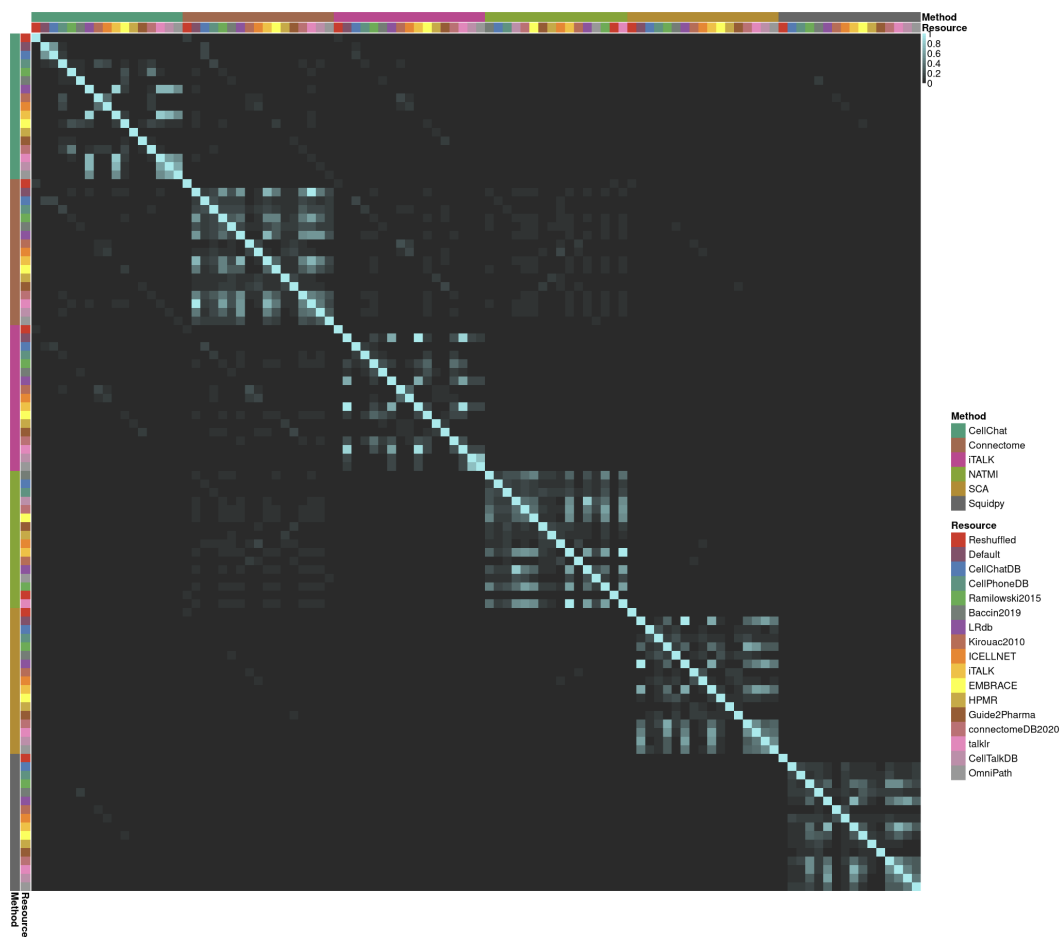 Method
Resource
1
0.8
0.6
0.4
0.2
0
Method
CellChat
Connectome
iTALK
NATMI
SCA
Squidpy
Resource
Reshuffled
Default
CellChatDB
CellPhoneDB
Ramilowski2015
Baccin2019
LRdb
Kirouac2010
ICELLNET
iTALK
EMBRACE
HPMR
Guide2Pharma
connectomeDB2020
talklr
CellTalkDB
OmniPath
Resource
Method